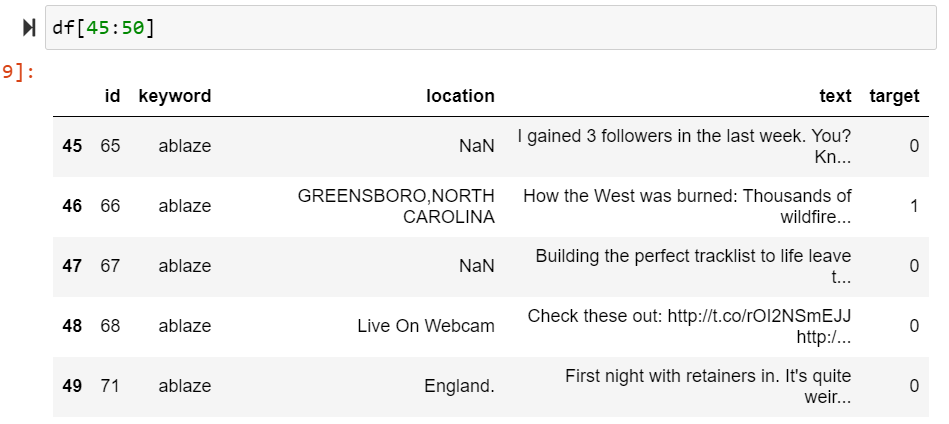 df[45:50]
9]:
id keyword location text target
45 65 ablaze NaN I gained 3 followers in the last week. You? Kn... 0
46 66 ablaze GREENSBORO,NORTH CAROLINA How the West was burned: Thousands of wildfire... 1
47 67 ablaze NaN Building the perfect tracklist to life leave t... 0
48 68 ablaze Live On Webcam Check these out: http://t.co/rOI2NSmEJJ http:/... 0
49 71 ablaze England. First night with retainers in. It's quite weir... 0